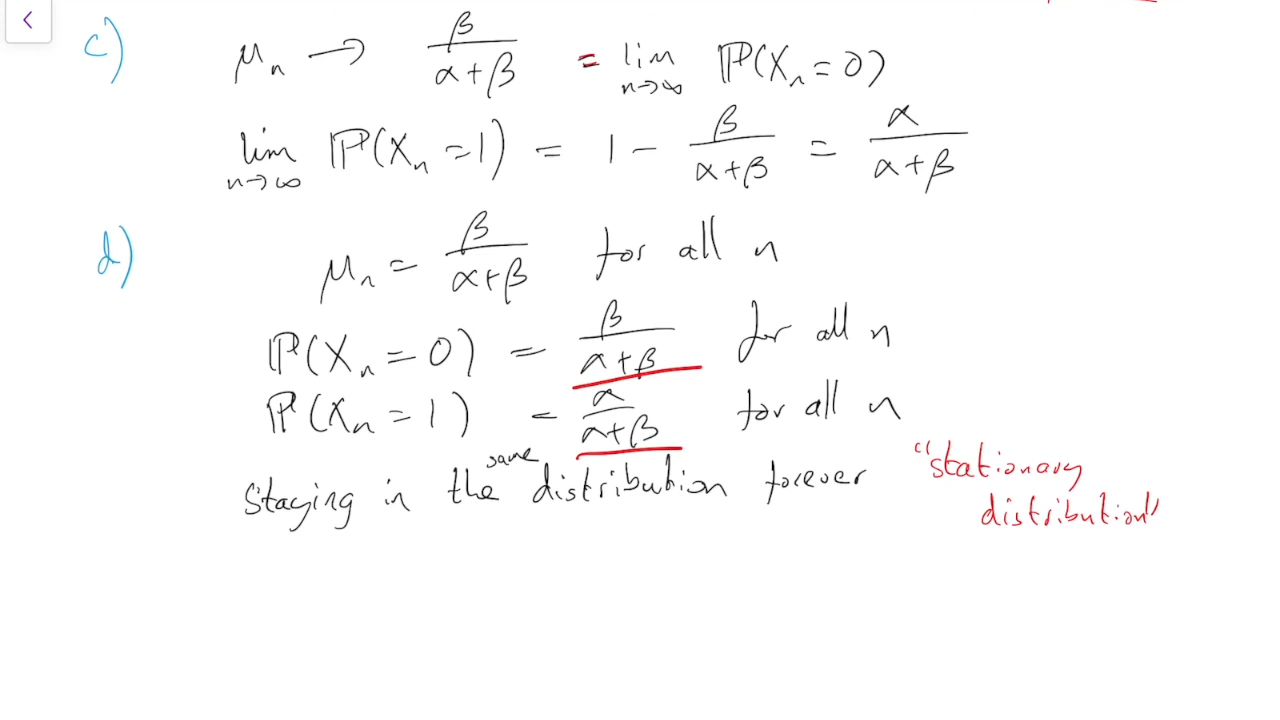 c) μₙ → β/(α+β) = lim n→∞ ℙ(Xₙ = 0)
lim n→∞ ℙ(Xₙ = 1) = 1 − β/(α+β) = α/(α+β)
d) μₙ = β/(α+β) for all n
ℙ(Xₙ = 0) = β/(α+β) for all n
ℙ(Xₙ = 1) = α/(α+β) for all n
Staying in the same distribution forever "stationary
distribution"